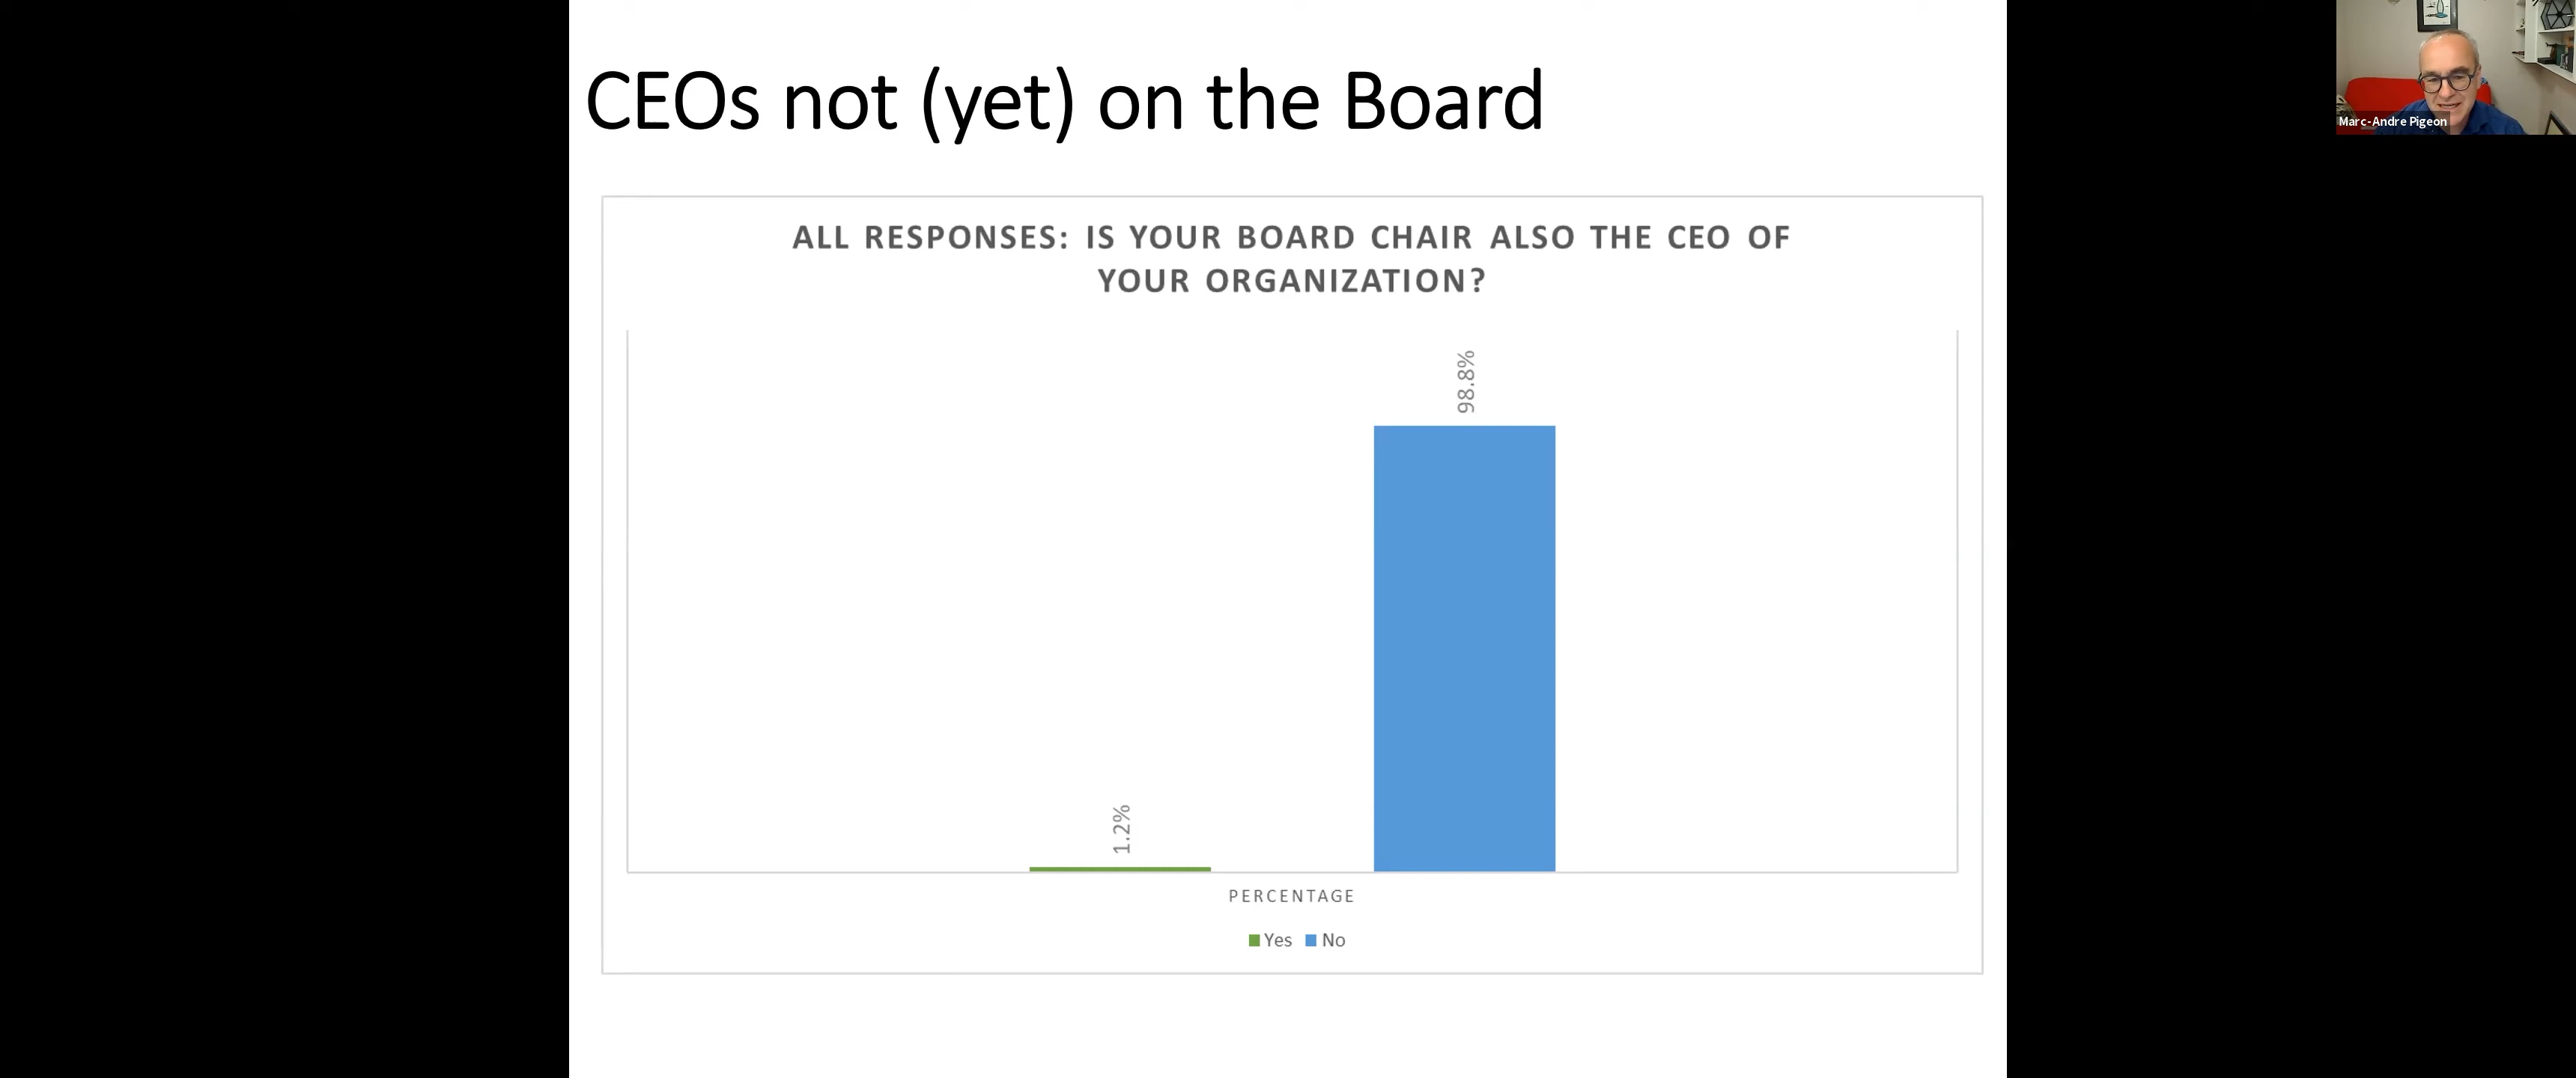 CEOs not (yet) on the Board
Marc-Andre Pigeon
ALL RESPONSES: IS YOUR BOARD CHAIR ALSO THE CEO OF
YOUR ORGANIZATION?
98.8%
1.2%
PERCENTAGE
Yes No